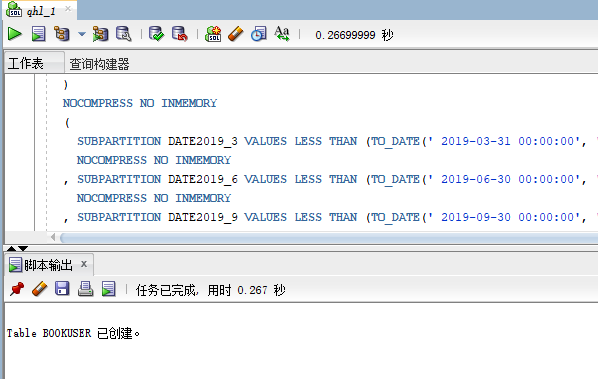 qhl_1
SQL
0.26699999 秒
工作表
查询构建器
)
NOCOMPRESS NO INMEMORY
(
SUBPARTITION DATE2019_3 VALUES LESS THAN (TO_DATE(' 2019-03-31 00:00:00', '
NOCOMPRESS NO INMEMORY
, SUBPARTITION DATE2019_6 VALUES LESS THAN (TO_DATE(' 2019-06-30 00:00:00', '
NOCOMPRESS NO INMEMORY
, SUBPARTITION DATE2019_9 VALUES LESS THAN (TO_DATE(' 2019-09-30 00:00:00', '
脚本输出 x
任务已完成, 用时 0.267 秒
Table BOOKUSER 已创建。